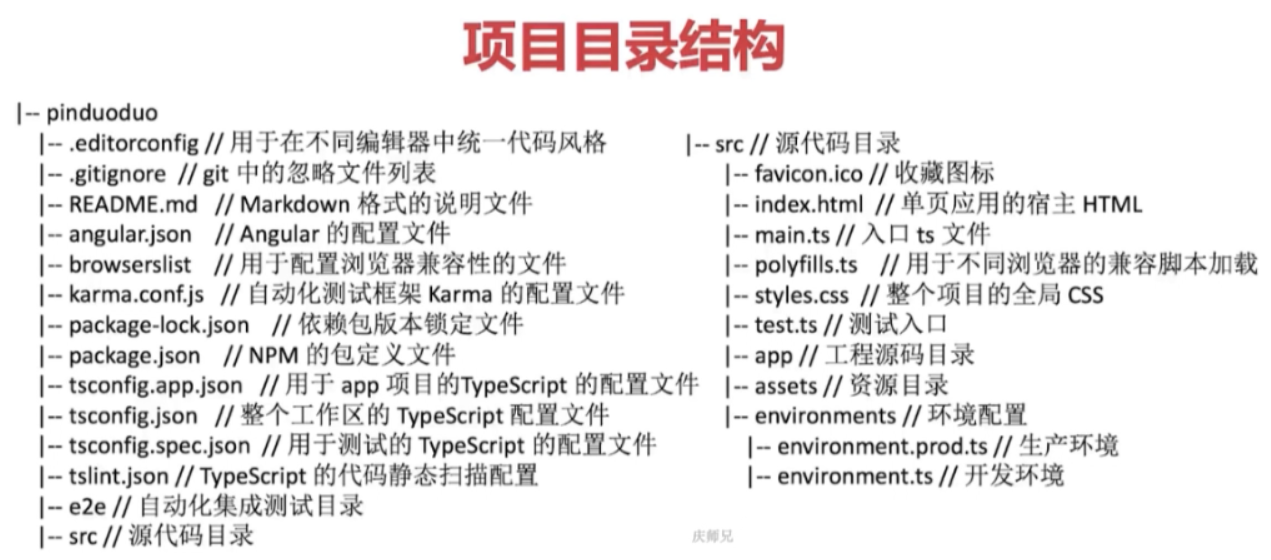 项目目录结构
|-- pinduoduo
|-- .editorconfig // 用于在不同编辑器中统一代码风格
|-- .gitignore // git 中的忽略文件列表
|-- README.md // Markdown 格式的说明文件
|-- angular.json // Angular 的配置文件
|-- browserslist // 用于配置浏览器兼容性的文件
|-- karma.conf.js // 自动化测试框架 Karma 的配置文件
|-- package-lock.json // 依赖包版本锁定文件
|-- package.json // NPM 的包定义文件
|-- tsconfig.app.json // 用于 app 项目的TypeScript 的配置文件
|-- tsconfig.json // 整个工作区的 TypeScript 配置文件
|-- tsconfig.spec.json // 用于测试的 TypeScript 的配置文件
|-- tslint.json // TypeScript 的代码静态扫描配置
|-- e2e // 自动化集成测试目录
|-- src // 源代码目录
|-- src // 源代码目录
|-- favicon.ico // 收藏图标
|-- index.html // 单页应用的宿主 HTML
|-- main.ts // 入口 ts 文件
|-- polyfills.ts // 用于不同浏览器的兼容脚本加载
|-- styles.css // 整个项目的全局 CSS
|-- test.ts // 测试入口
|-- app // 工程源码目录
|-- assets // 资源目录
|-- environments // 环境配置
|-- environment.prod.ts // 生产环境
|-- environment.ts // 开发环境
庆师兄